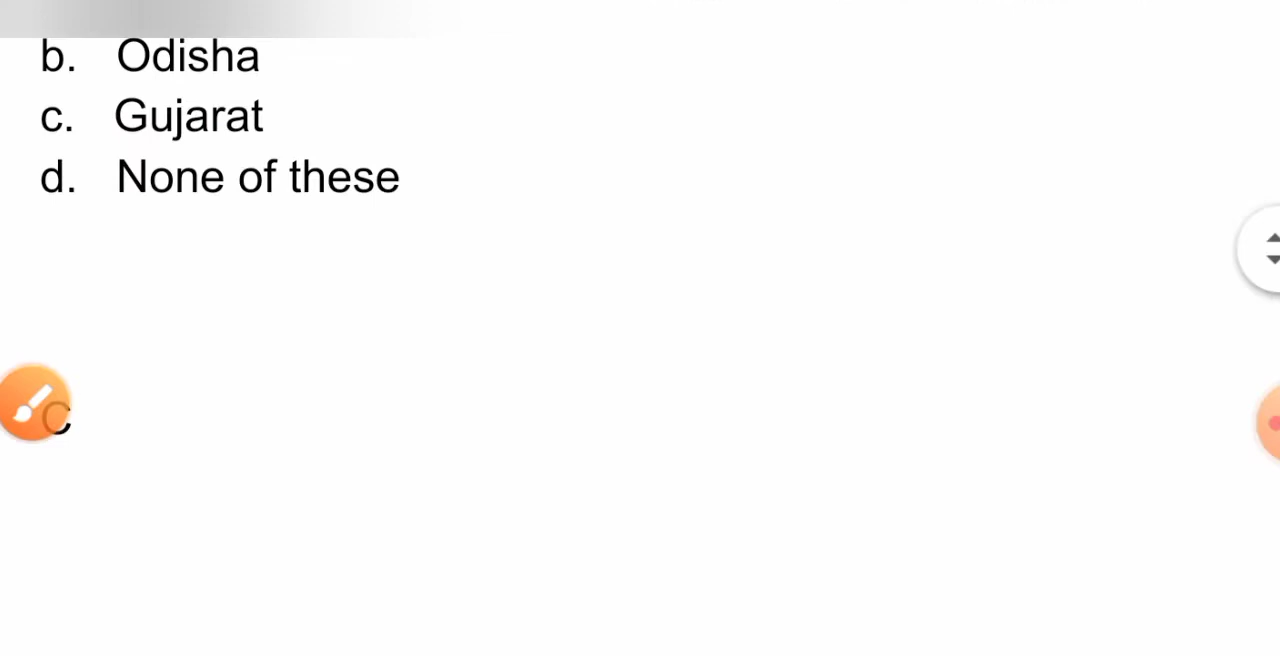 b. Odisha
c. Gujarat
d. None of these
C